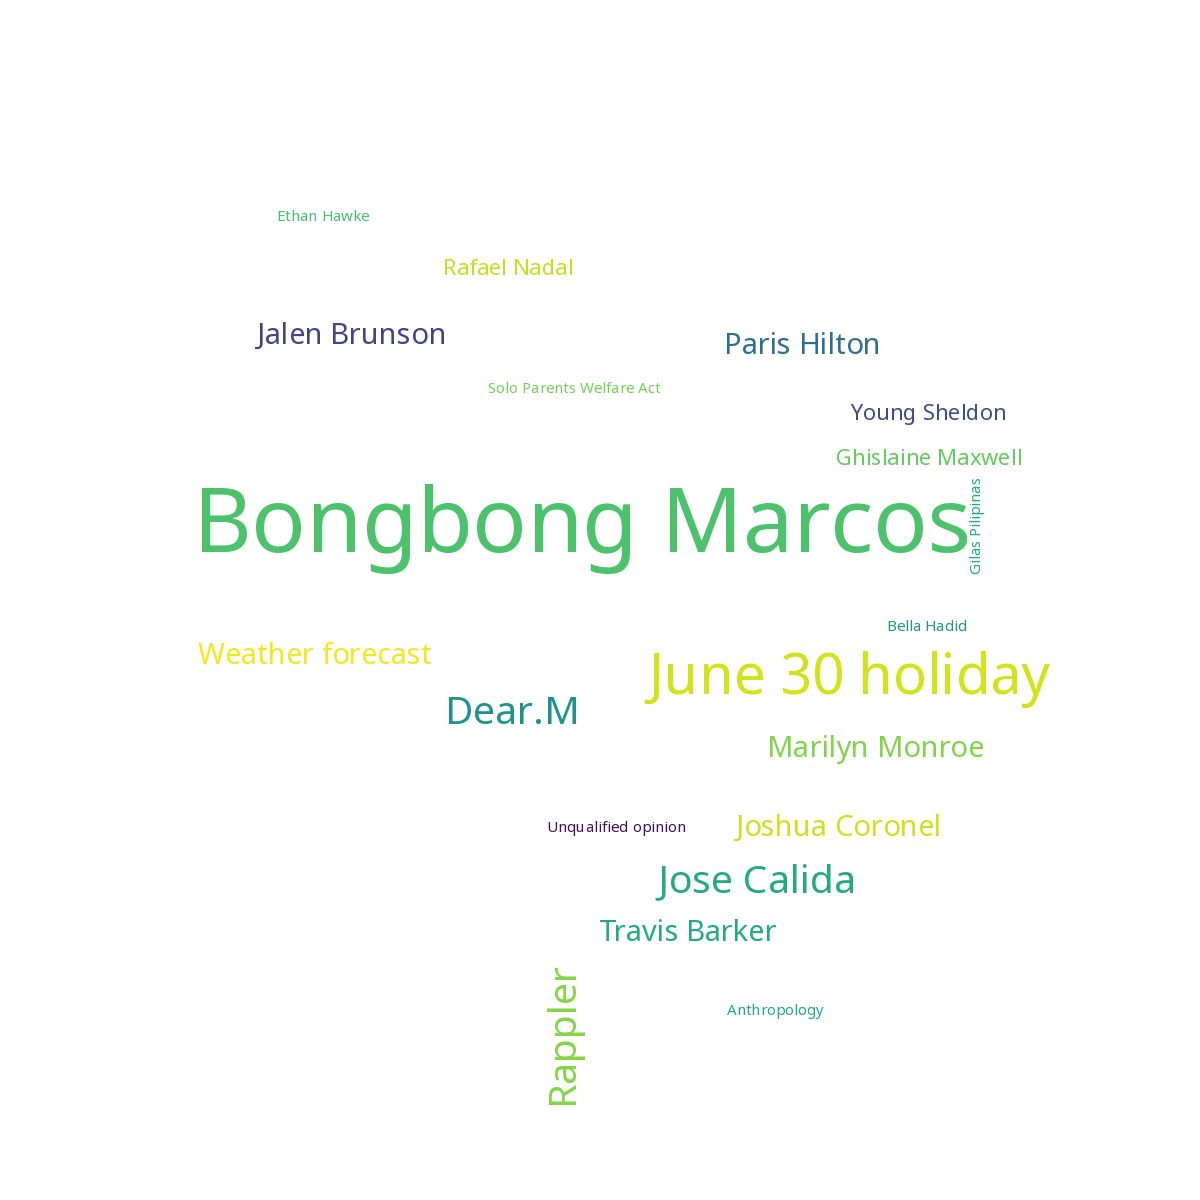 Ethan Hawke
Rafael Nadal
Jalen Brunson
Paris Hilton
Solo Parents Welfare Act
Young Sheldon
Ghislaine Maxwell
Bongbong Marcos
Gilas Pilipinas
Bella Hadid
Weather forecast
June 30 holiday
Dear.M
Marilyn Monroe
Unqualified opinion
Joshua Coronel
Jose Calida
Travis Barker
Rappler
Anthropology